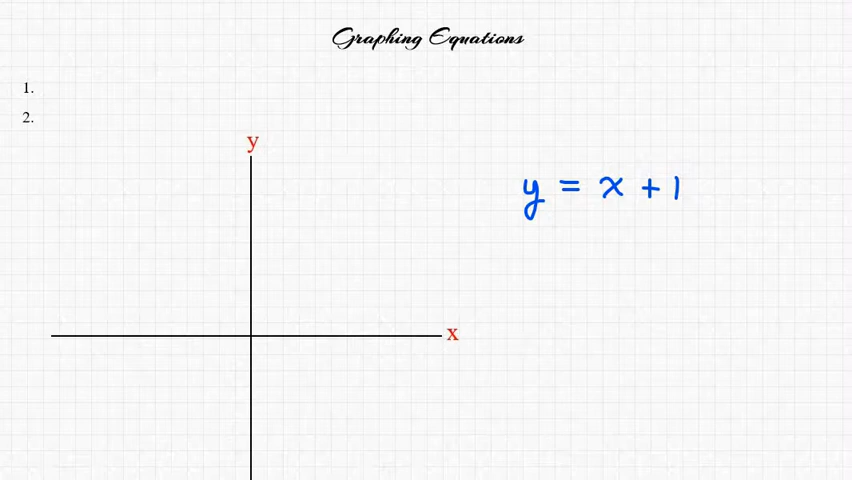 Graphing Equations
1.
2.
y
y = x + 1
x